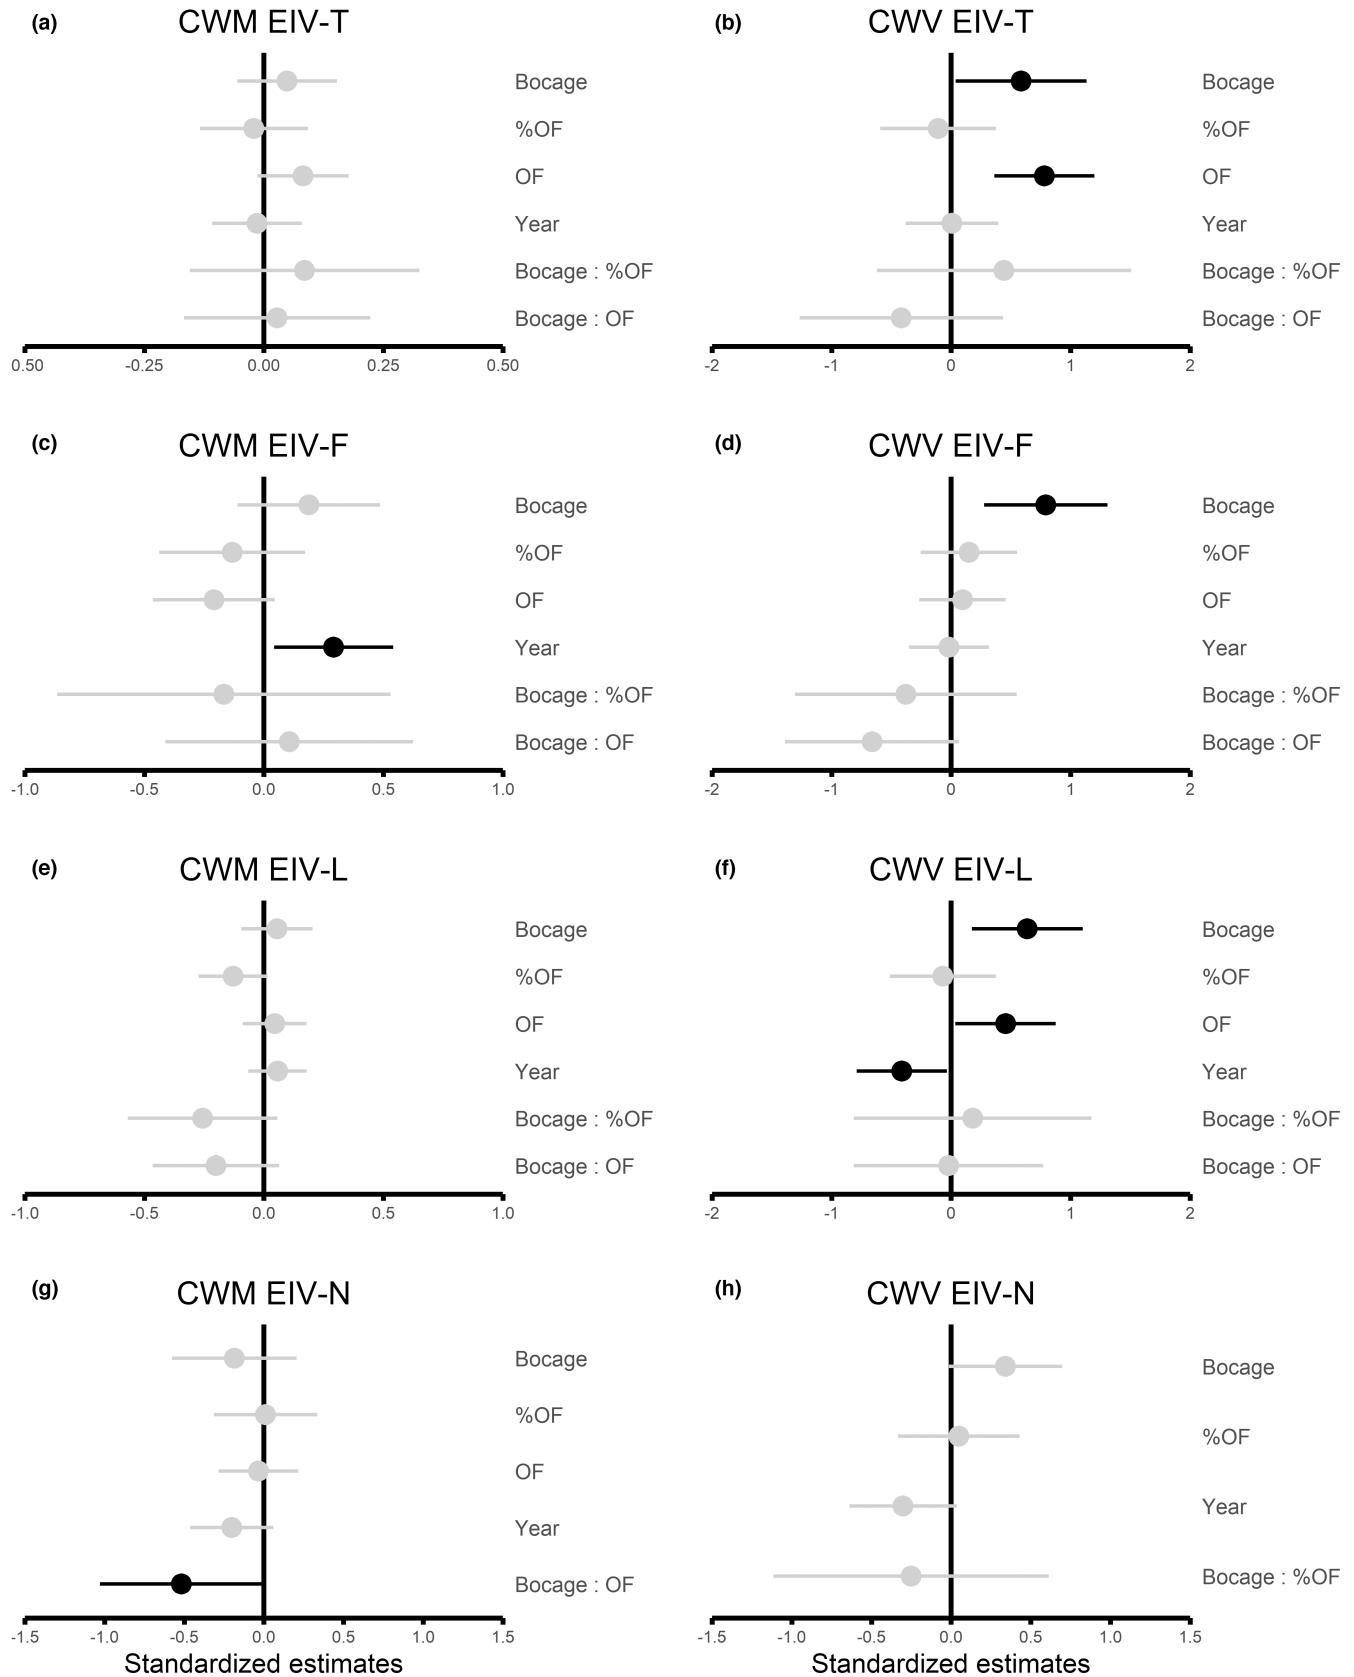 (a) CWM EIV-T
Bocage
%OF
OF
Year
Bocage : %OF
Bocage : OF
0.50 -0.25 0.00 0.25 0.50
(b) CWV EIV-T
Bocage
%OF
OF
Year
Bocage : %OF
Bocage : OF
-2 -1 0 1 2
(c) CWM EIV-F
Bocage
%OF
OF
Year
Bocage : %OF
Bocage : OF
-1.0 -0.5 0.0 0.5 1.0
(d) CWV EIV-F
Bocage
%OF
OF
Year
Bocage : %OF
Bocage : OF
-2 -1 0 1 2
(e) CWM EIV-L
Bocage
%OF
OF
Year
Bocage : %OF
Bocage : OF
-1.0 -0.5 0.0 0.5 1.0
(f) CWV EIV-L
Bocage
%OF
OF
Year
Bocage : %OF
Bocage : OF
-2 -1 0 1 2
(g) CWM EIV-N
Bocage
%OF
OF
Year
Bocage : OF
-1.5 -1.0 -0.5 0.0 0.5 1.0 1.5
Standardized estimates
(h) CWV EIV-N
Bocage
%OF
Year
Bocage : %OF
-1.5 -1.0 -0.5 0.0 0.5 1.0 1.5
Standardized estimates